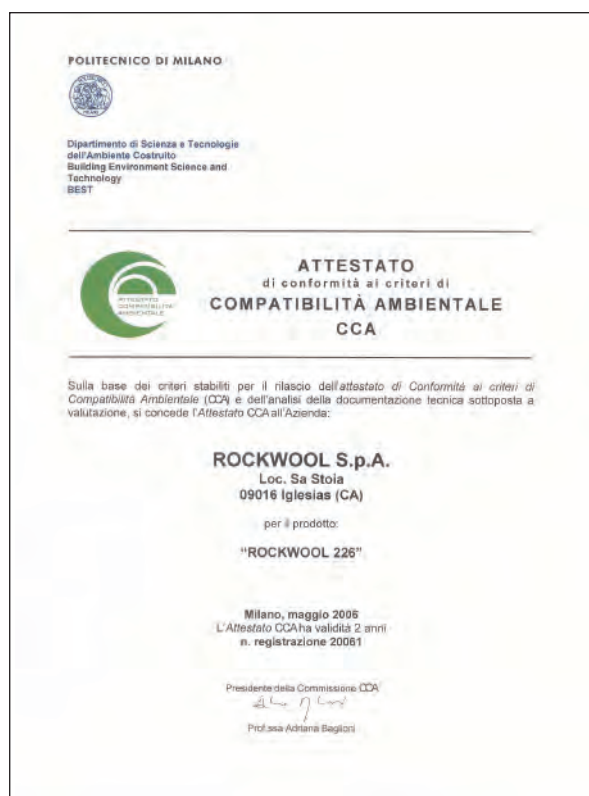 POLITECNICO DI MILANO
Dipartimento di Scienza e Tecnologie
dell'Ambiente Costruito
Building Environment Science and
Technology
BEST
ATTESTATO
COMPATIBILITÀ
AMBIENTALE
ATTESTATO
di conformità ai criteri di
COMPATIBILITÀ AMBIENTALE
CCA
Sulla base dei criteri stabiliti per il rilascio dell'attestato di Conformità ai criteri di
Compatibilità Ambientale (CCA) e dell'analisi della documentazione tecnica sottoposta a
valutazione, si concede l'Attestato CCA all'Azienda:
ROCKWOOL S.p.A.
Loc. Sa Stoia
09016 Iglesias (CA)
per il prodotto:
"ROCKWOOL 226"
Milano, maggio 2006
L'Attestato CCA ha validità 2 anni
n. registrazione 20061
Presidente della Commissione CCA
Prof.ssa Adriana Baglioni